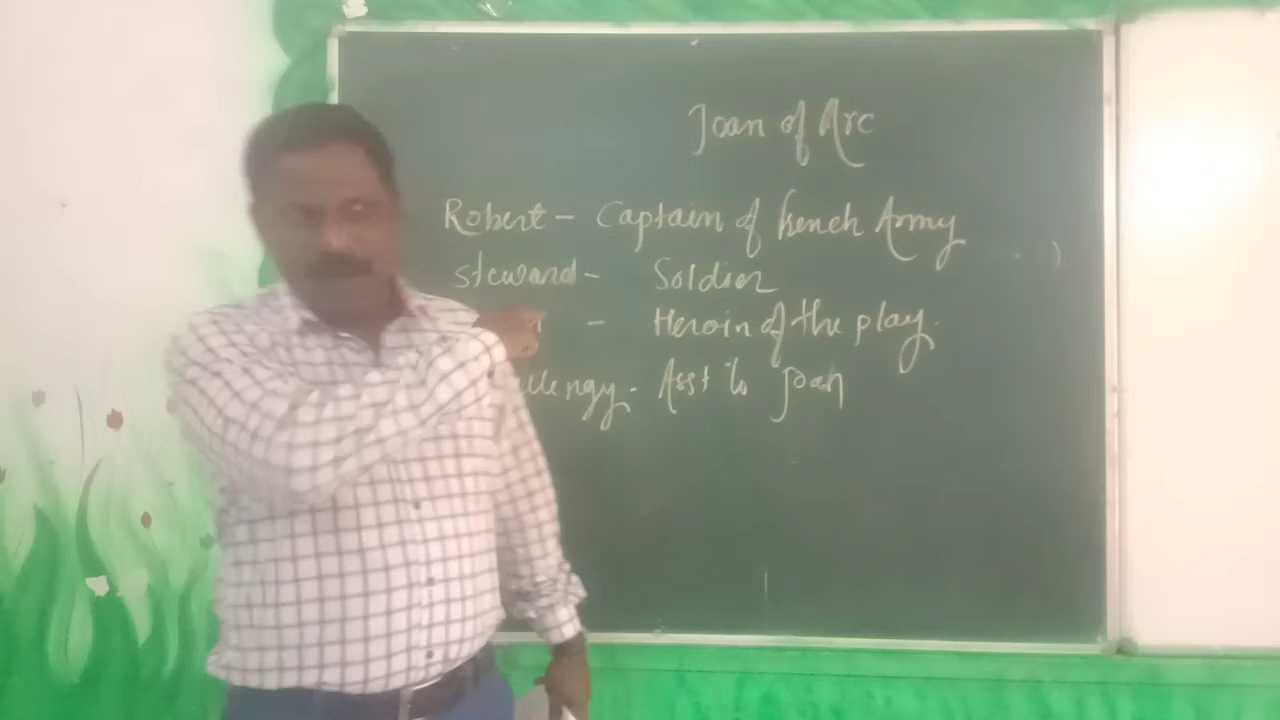 Joan of Arc
Robert - Captain of French Army
Steward - Soldier
- Heroin of the play.
Asst to Joan